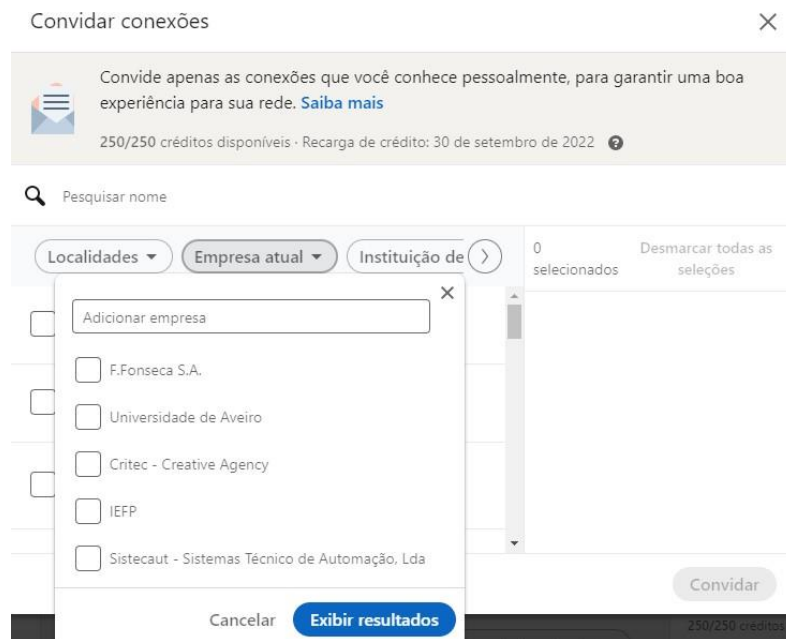 Convidar conexões
Convide apenas as conexões que você conhece pessoalmente, para garantir uma boa
experiência para sua rede. Saiba mais
250/250 créditos disponíveis · Recarga de crédito: 30 de setembro de 2022
Pesquisar nome
Localidades
Empresa atual
Instituição de
0
selecionados
Desmarcar todas as
seleções
Adicionar empresa
F.Fonseca S.A.
Universidade de Aveiro
Critec - Creative Agency
IEFP
Sistecaut - Sistemas Técnico de Automação, Lda
Convidar
Cancelar
Exibir resultados
250/250 créditos